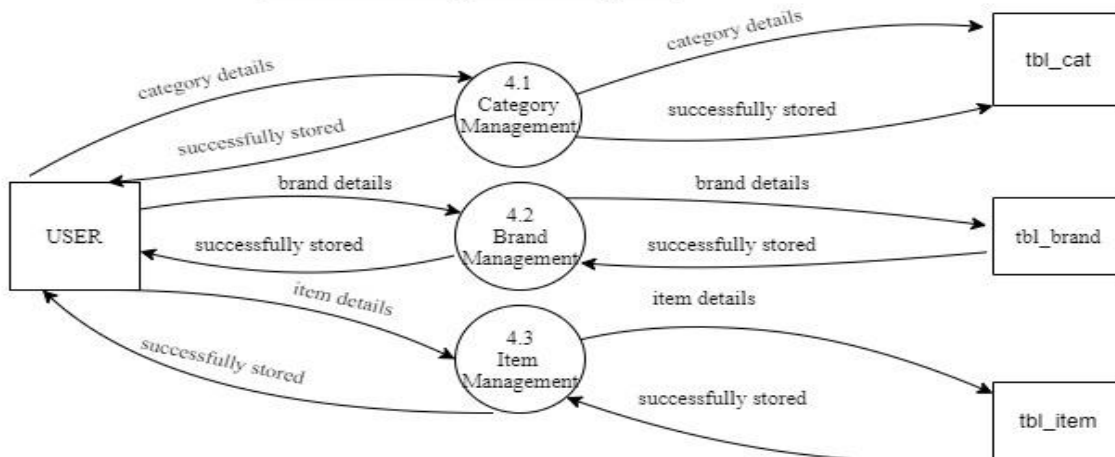 category details
tbl_cat
category details
4.1
Category
Management
successfully stored
successfully stored
brand details
brand details
4.2
Brand
Management
USER
tbl_brand
successfully stored
successfully stored
item details
item details
4.3
Item
Management
successfully stored
successfully stored
tbl_item